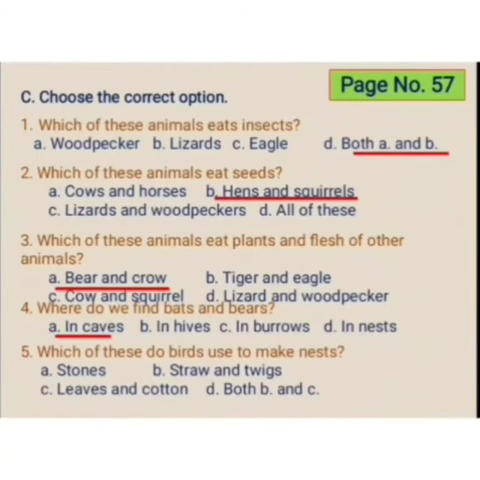 Page No. 57
C. Choose the correct option.
1. Which of these animals eats insects?
a. Woodpecker b. Lizards c. Eagle d. Both a. and b.
2. Which of these animals eat seeds?
a. Cows and horses b. Hens and squirrels
c. Lizards and woodpeckers d. All of these
3. Which of these animals eat plants and flesh of other
animals?
a. Bear and crow b. Tiger and eagle
c. Cow and squirrel d. Lizard and woodpecker
4. Where do we find bats and bears?
a. In caves b. In hives c. In burrows d. In nests
5. Which of these do birds use to make nests?
a. Stones b. Straw and twigs
c. Leaves and cotton d. Both b. and c.